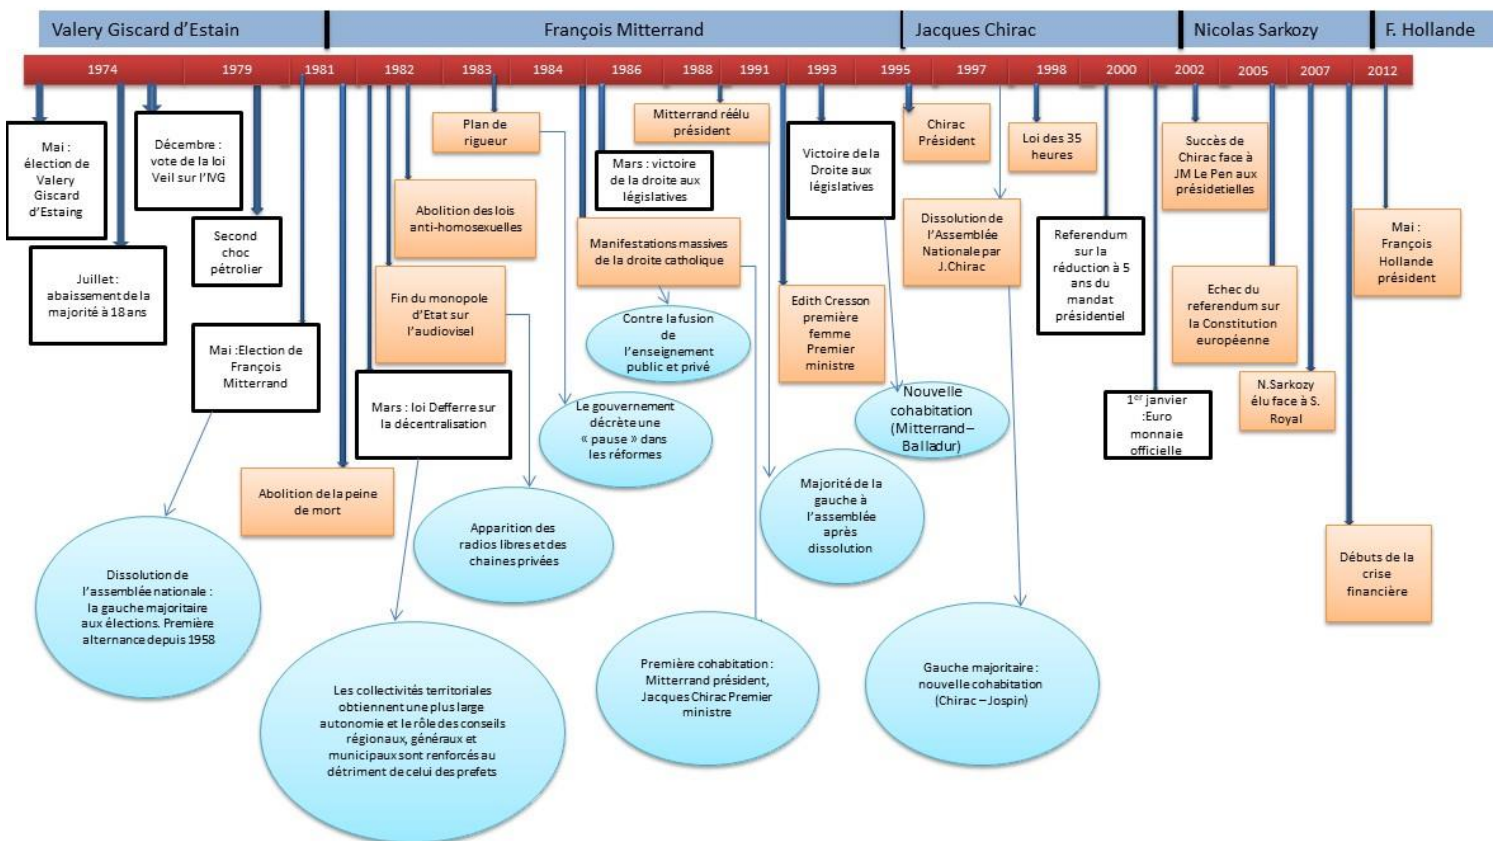 Valery Giscard d'Estain
François Mitterrand
Jacques Chirac
Nicolas Sarkozy
F. Hollande
1974
1979
1981
1982
1983
1984
1986
1988
1991
1993
1995
1997
1998
2000
2002
2005
2007
2012
Mai :
élection de
Valery
Giscard
d'Estaing
Juillet :
abaissement de la
majorité à 18 ans
Décembre :
vote de la loi
Veil sur l'IVG
Second
choc
pétrolier
Mai :Election de
François
Mitterrand
Dissolution de
l'assemblée nationale :
la gauche majoritaire
aux élections. Première
alternance depuis 1958
Abolition de la peine
de mort
Mars : loi Defferre sur
la décentralisation
Les collectivités territoriales
obtiennent une plus large
autonomie et le rôle des conseils
régionaux, généraux et
municipaux sont renforcés au
détriment de celui des prefets
Fin du monopole
d'Etat sur
l'audiovisel
Apparition des
radios libres et des
chaines privées
Abolition des lois
anti-homosexuelles
Plan de
rigueur
Le gouvernement
décrète une
« pause » dans
les réformes
Manifestations massives
de la droite catholique
Contre la fusion
de
l'enseignement
public et privé
Mars : victoire
de la droite aux
législatives
Première cohabitation :
Mitterrand président,
Jacques Chirac Premier
ministre
Mitterrand réélu
président
Majorité de la
gauche à
l'assemblée
après
dissolution
Edith Cresson
première
femme
Premier
ministre
Victoire de la
Droite aux
législatives
Nouvelle
cohabitation
(Mitterrand–
Balladur)
Chirac
Président
Dissolution de
l'Assemblée
Nationale par
J.Chirac
Gauche majoritaire :
nouvelle cohabitation
(Chirac – Jospin)
Loi des 35
heures
Referendum
sur la
réduction à 5
ans du
mandat
présidentiel
1er janvier
:Euro
monnaie
officielle
Succès de
Chirac face à
JM Le Pen aux
présidetielles
Echec du
referendum sur
la Constitution
européenne
N.Sarkozy
élu face à S.
Royal
Débuts de la
crise
financière
Mai :
François
Hollande
président